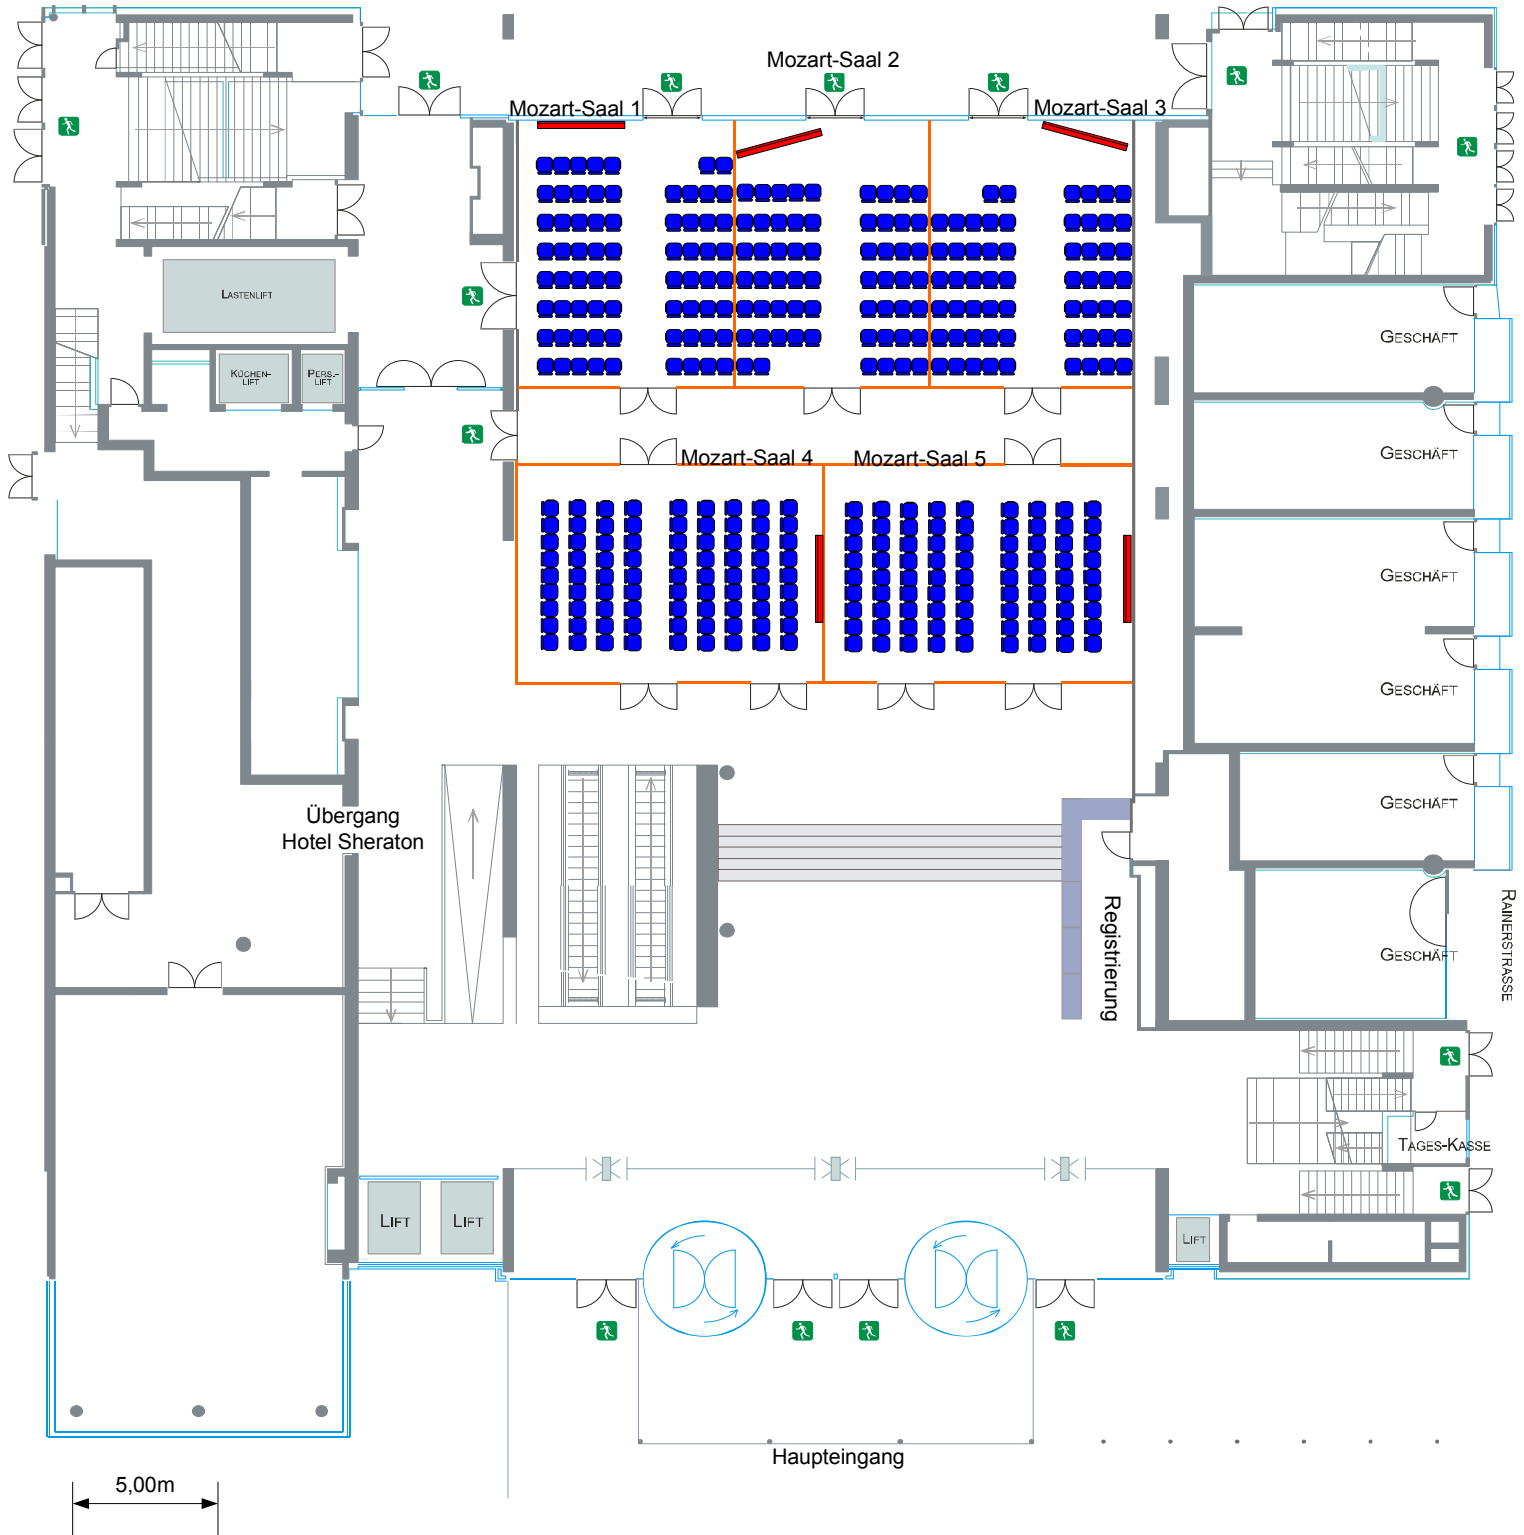 Mozart-Saal 2
Mozart-Saal 1
Mozart-Saal 3
LASTENLIFT
KÜCHEN-
LIFT
PERS.-
LIFT
GESCHÄFT
GESCHÄFT
Mozart-Saal 4
Mozart-Saal 5
GESCHÄFT
GESCHÄFT
GESCHÄFT
Übergang
Hotel Sheraton
Registrierung
RAINERSTRASSE
GESCHÄFT
TAGES-KASSE
LIFT
LIFT
LIFT
Haupteingang
5,00m